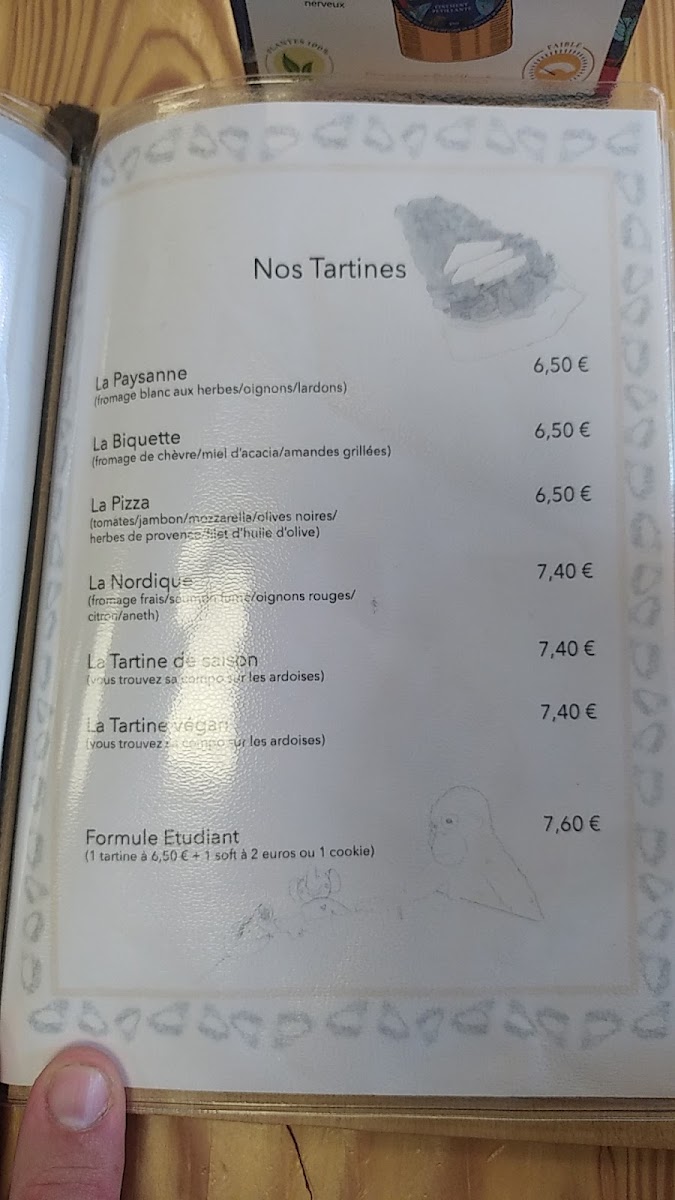 nerveux
PLANTES 100%
FAIBLE
Nos Tartines
La Paysanne 6,50 €
(fromage blanc aux herbes/oignons/lardons)
La Biquette 6,50 €
(fromage de chèvre/miel d'acacia/amandes grillées)
La Pizza 6,50 €
(tomates/jambon/mozzarella/olives noires/
herbes de provence/filet d'huile d'olive)
La Nordique 7,40 €
(fromage frais/saumon fumé/oignons rouges/
citron/aneth)
La Tartine de saison 7,40 €
(vous trouvez sa compo sur les ardoises)
La Tartine végan 7,40 €
(vous trouvez sa compo sur les ardoises)
Formule Etudiant 7,60 €
(1 tartine à 6,50 € + 1 soft à 2 euros ou 1 cookie)